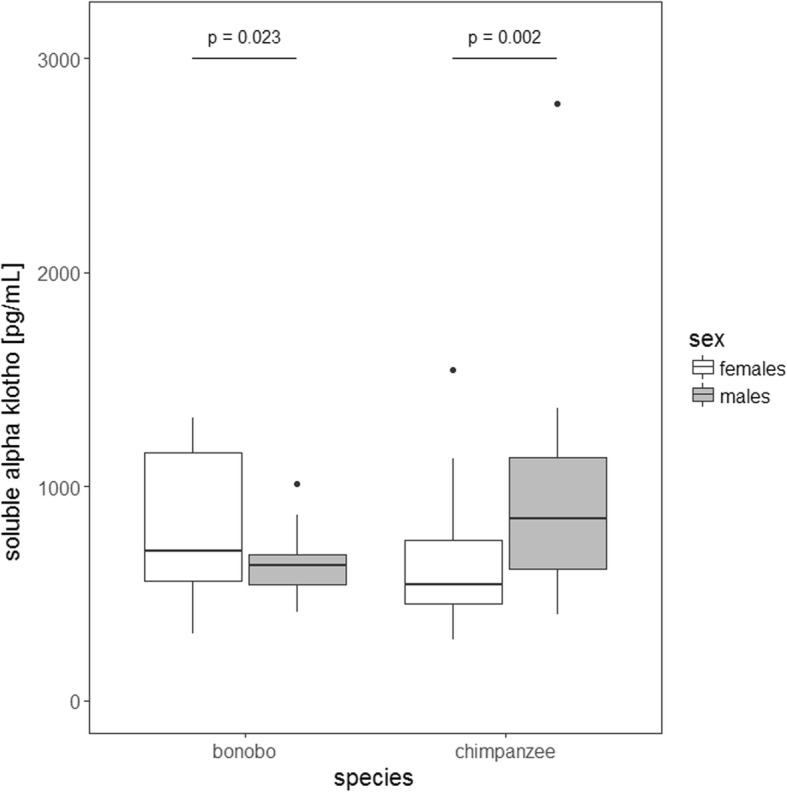 p = 0.023
p = 0.002
3000
2000
1000
0
soluble alpha klotho [pg/mL]
bonobo
chimpanzee
species
sex
females
males